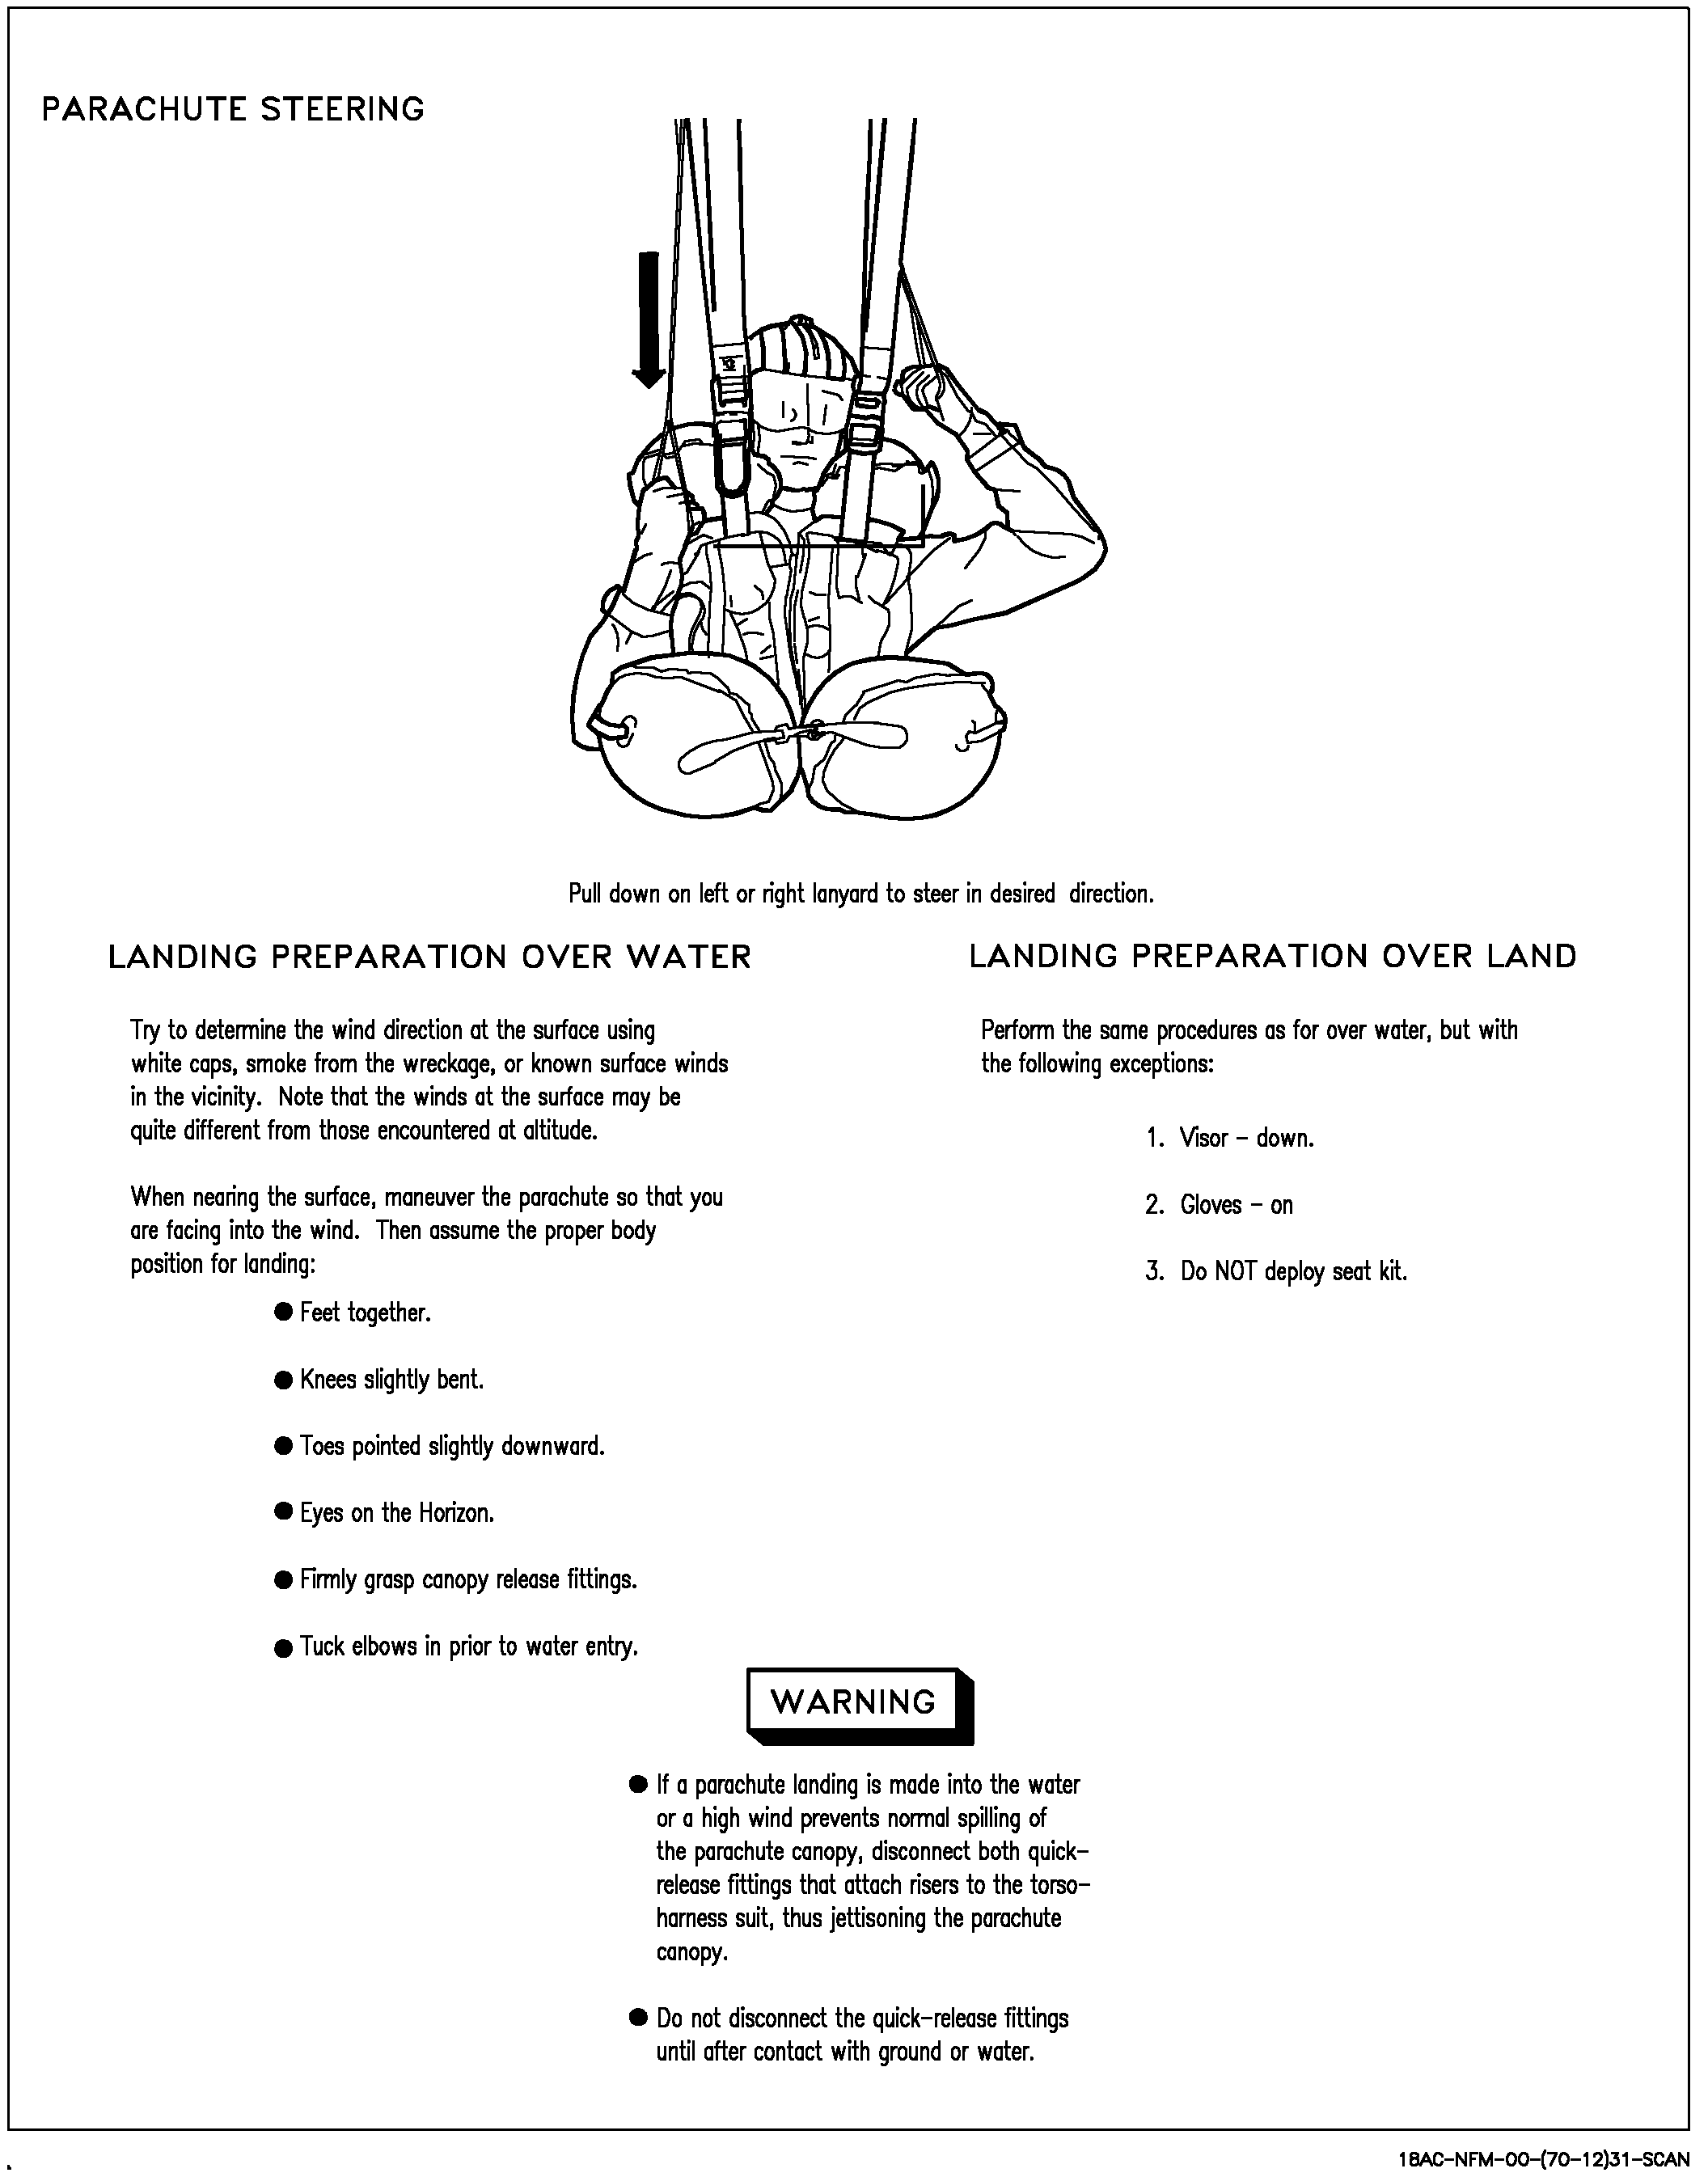 PARACHUTE STEERING
Pull down on left or right lanyard to steer in desired direction.
LANDING PREPARATION OVER WATER
Try to determine the wind direction at the surface using
white caps, smoke from the wreckage, or known surface winds
in the vicinity. Note that the winds at the surface may be
quite different from those encountered at altitude.
When nearing the surface, maneuver the parachute so that you
are facing into the wind. Then assume the proper body
position for landing:
● Feet together.
● Knees slightly bent.
● Toes pointed slightly downward.
● Eyes on the Horizon.
● Firmly grasp canopy release fittings.
● Tuck elbows in prior to water entry.
LANDING PREPARATION OVER LAND
Perform the same procedures as for over water, but with
the following exceptions:
1. Visor – down.
2. Gloves – on
3. Do NOT deploy seat kit.
WARNING
● If a parachute landing is made into the water
or a high wind prevents normal spilling of
the parachute canopy, disconnect both quick–
release fittings that attach risers to the torso–
harness suit, thus jettisoning the parachute
canopy.
● Do not disconnect the quick–release fittings
until after contact with ground or water.
18AC–NFM–00–(70–12)31–SCAN